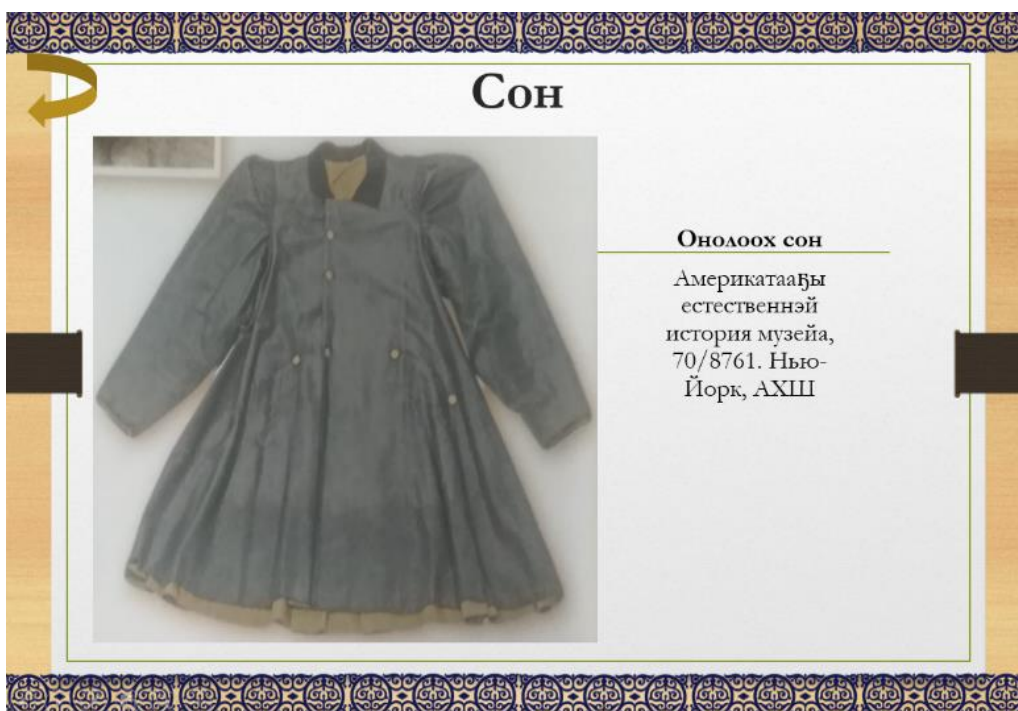 Сон
Онолоох сон
Америкатааҕы
естественнэй
история музейа,
70/8761. Нью-
Йорк, АХШ